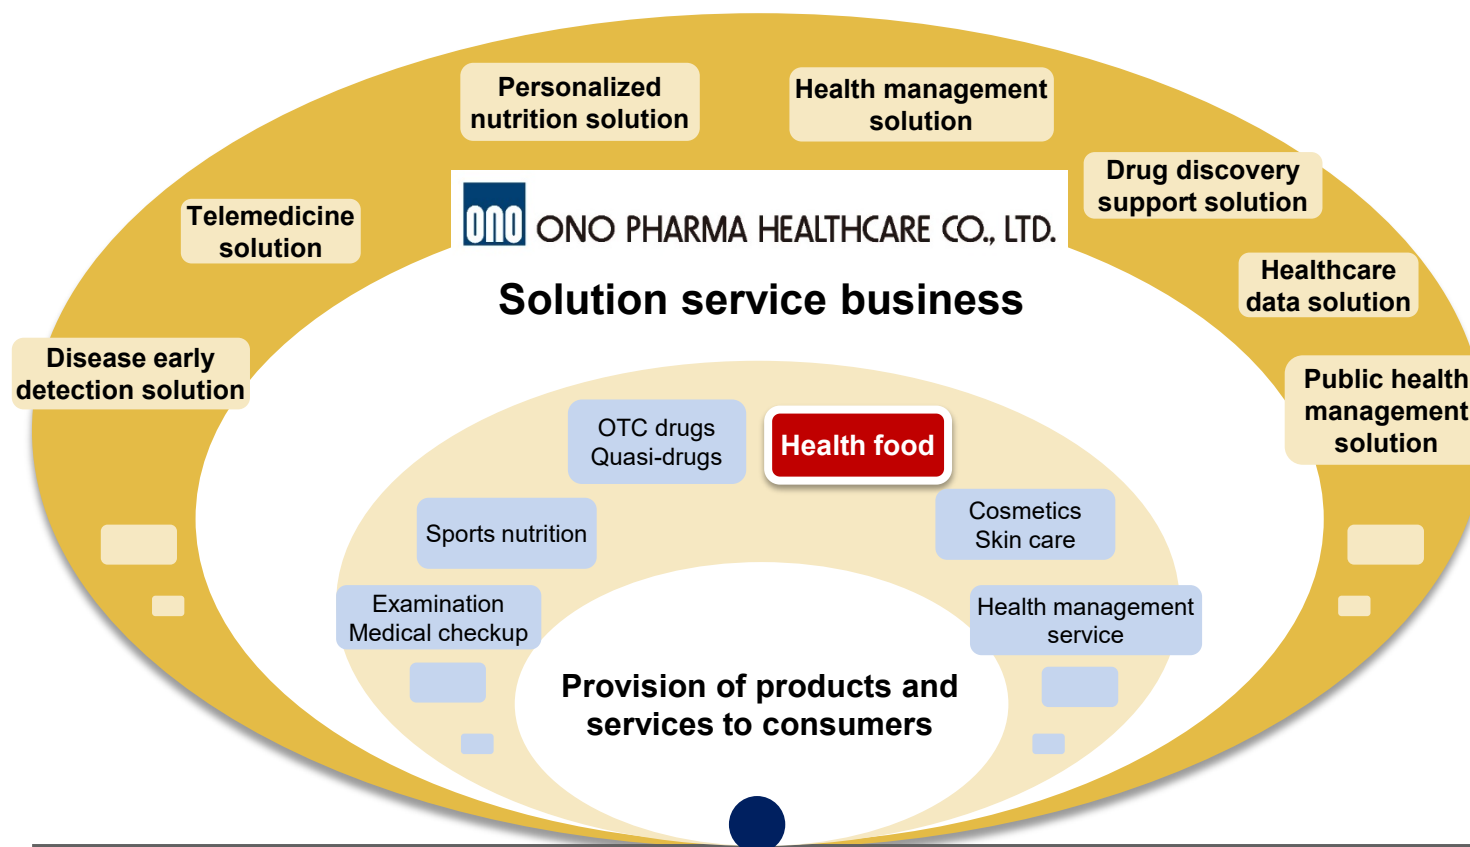 Personalized
nutrition solution
Health management
solution
Drug discovery
support solution
Telemedicine
solution
ono ONO PHARMA HEALTHCARE CO., LTD.
Healthcare
data solution
Solution service business
Disease early
detection solution
Public health
management
solution
OTC drugs
Quasi-drugs
Health food
Sports nutrition
Cosmetics
Skin care
Examination
Medical checkup
Health management
service
Provision of products and
services to consumers